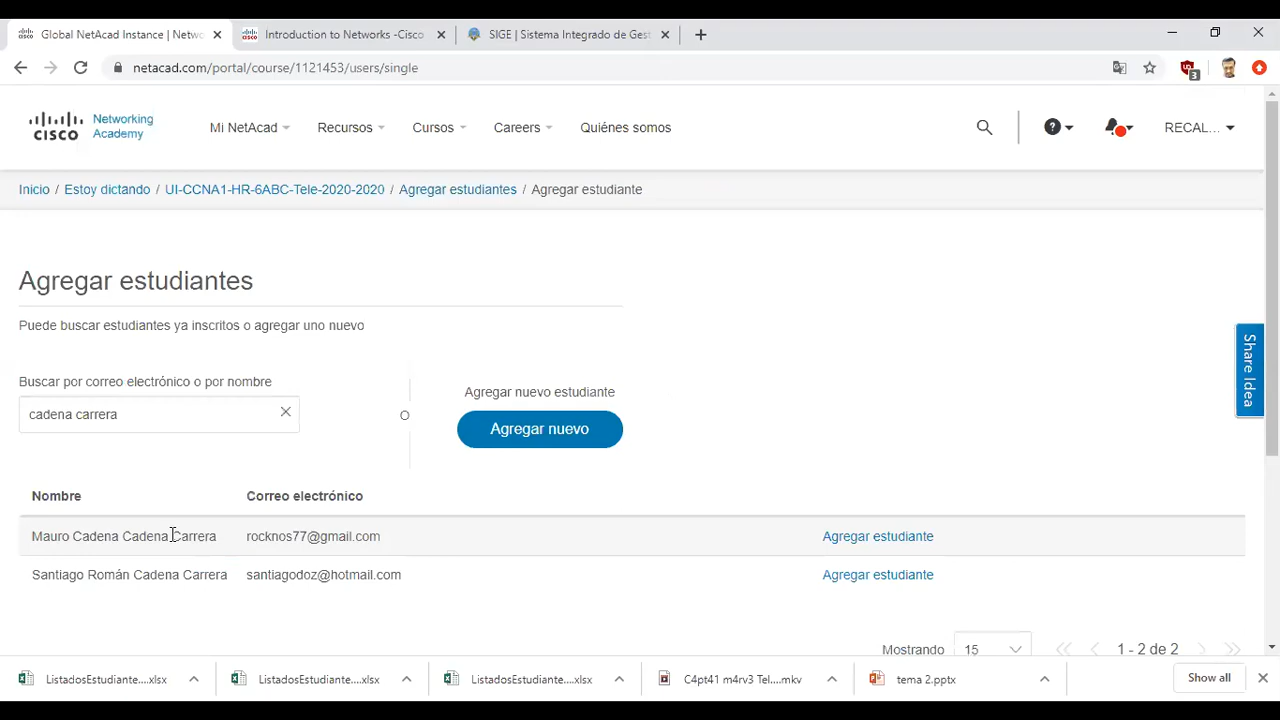 Global NetAcad Instance | Netwo
Introduction to Networks -Cisco
SIGE | Sistema Integrado de Gest
netacad.com/portal/course/1121453/users/single
3
cisco
Networking
Academy
Mi NetAcad
Recursos
Cursos
Careers
Quiénes somos
RECAL...
Inicio / Estoy dictando / UI-CCNA1-HR-6ABC-Tele-2020-2020 / Agregar estudiantes / Agregar estudiante
Agregar estudiantes
Puede buscar estudiantes ya inscritos o agregar uno nuevo
Buscar por correo electrónico o por nombre
cadena carrera
O
Agregar nuevo estudiante
Agregar nuevo
Share Idea
Nombre Correo electrónico
Mauro Cadena Cadena Carrera rocknos77@gmail.com Agregar estudiante
Santiago Román Cadena Carrera santiagodoz@hotmail.com Agregar estudiante
Mostrando 15 1 - 2 de 2
ListadosEstudiante....xlsx
ListadosEstudiante....xlsx
ListadosEstudiante....xlsx
C4pt41 m4rv3 Tel....mkv
tema 2.pptx
Show all